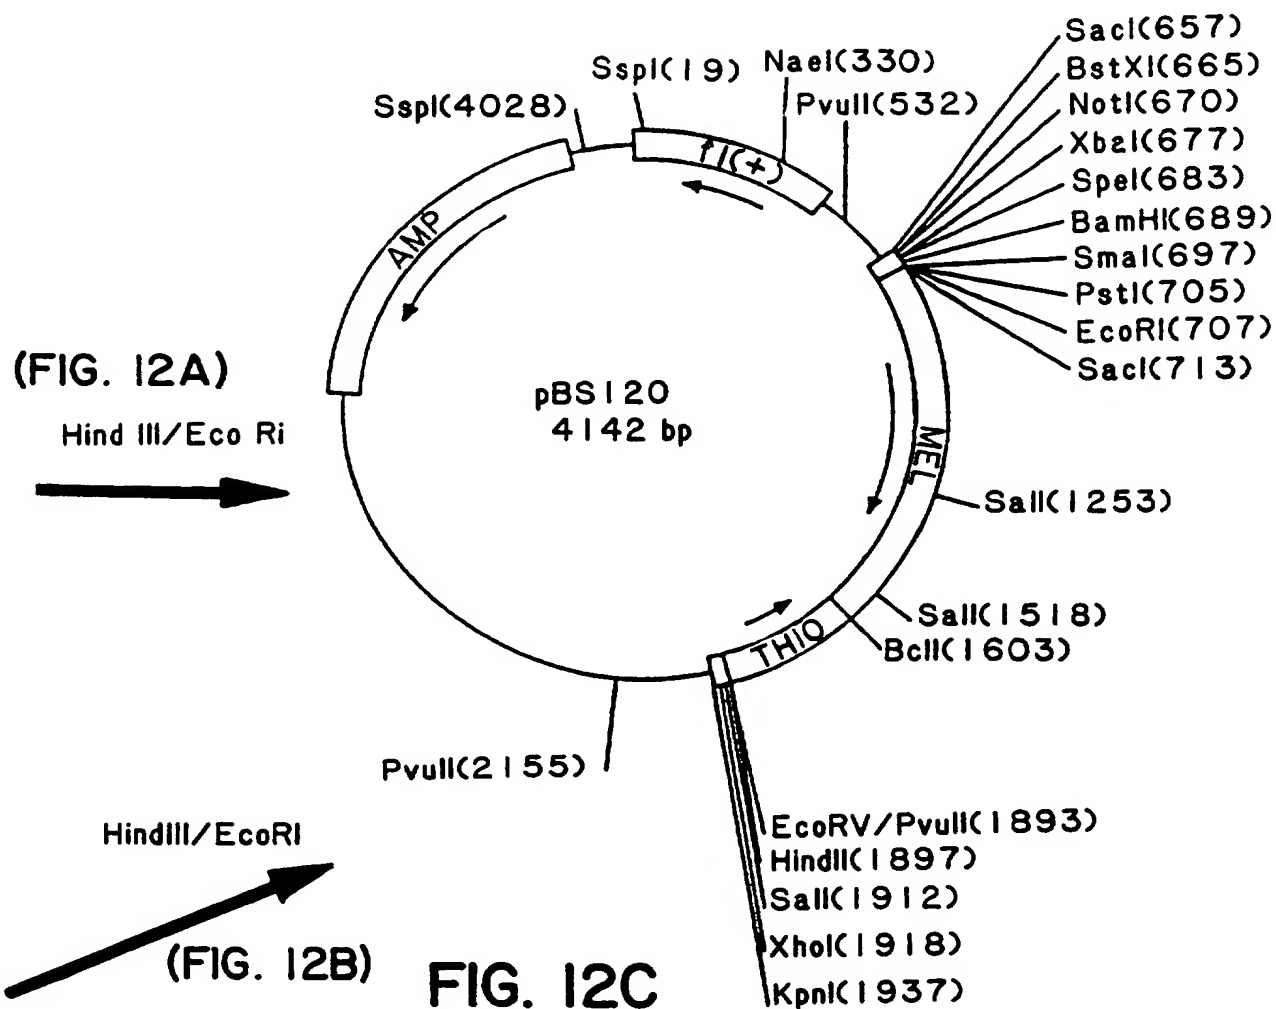 SacI(657)
BstXI(665)
NotI(670)
XbaI(677)
SpeI(683)
BamHI(689)
SmaI(697)
PstI(705)
EcoRI(707)
SacI(713)
SspI(19)
NaeI(330)
SspI(4028)
PvuII(532)
f1(+)
AMP
(FIG. 12A)
Hind III/Eco Ri
pBS120
4142 bp
MEL
SalI(1253)
SalI(1518)
BclI(1603)
THIO
PvuII(2155)
HindIII/EcoRI
EcoRV/PvuII(1893)
HindII(1897)
SalI(1912)
XhoI(1918)
KpnI(1937)
(FIG. 12B)
FIG. 12C